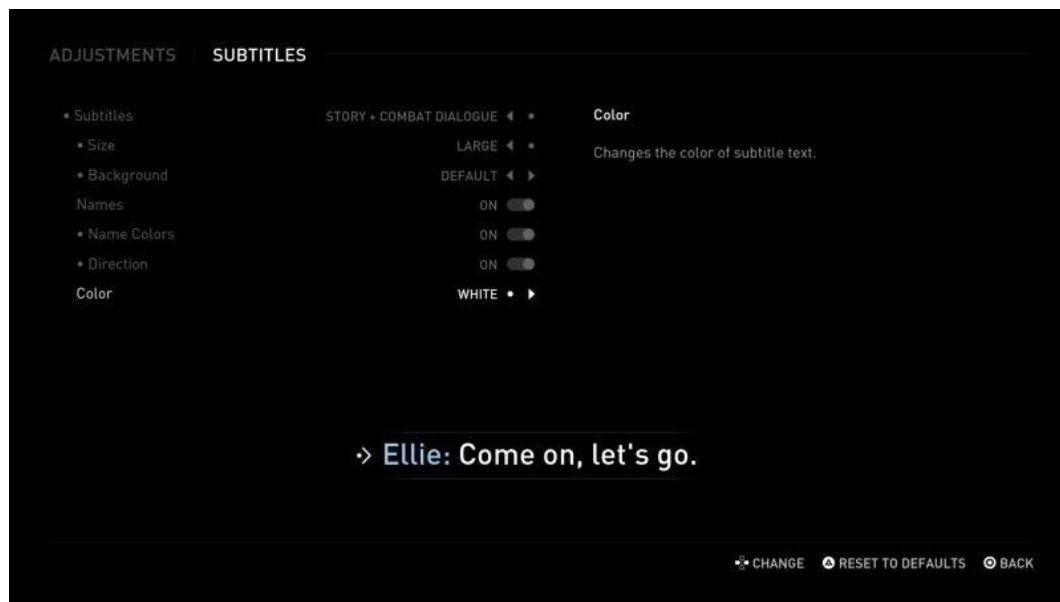 ADJUSTMENTS SUBTITLES
• Subtitles STORY + COMBAT DIALOGUE
• Size LARGE
• Background DEFAULT
Names ON
• Name Colors ON
• Direction ON
Color WHITE
Color
Changes the color of subtitle text.
Ellie: Come on, let's go.
CHANGE RESET TO DEFAULTS BACK